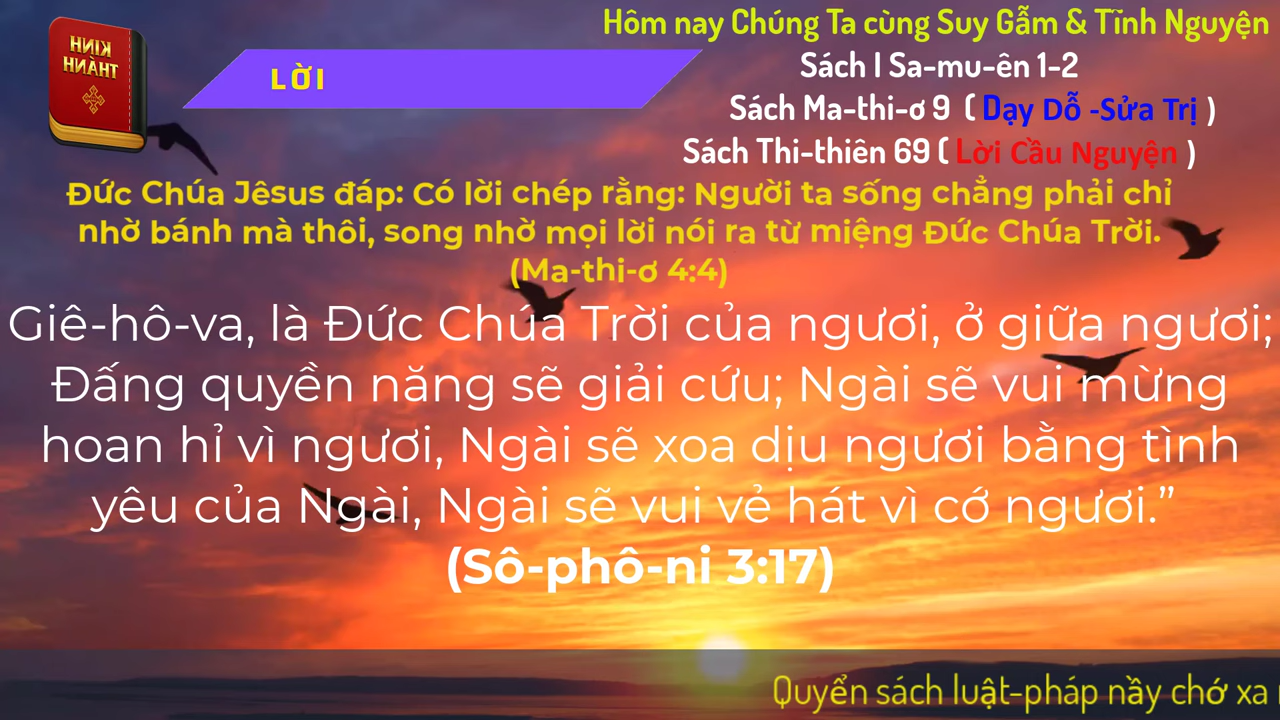 KINH
THÁNH
LỜI
Hôm nay Chúng Ta cùng Suy Gẫm & Tĩnh Nguyện
Sách I Sa-mu-ên 1-2
Sách Ma-thi-ơ 9 ( Dạy Dỗ -Sửa Trị )
Sách Thi-thiên 69 ( Lời Cầu Nguyện )
Đức Chúa Jêsus đáp: Có lời chép rằng: Người ta sống chẳng phải chỉ
nhờ bánh mà thôi, song nhờ mọi lời nói ra từ miệng Đức Chúa Trời.
(Ma-thi-ơ 4:4)
Giê-hô-va, là Đức Chúa Trời của ngươi, ở giữa ngươi;
Đấng quyền năng sẽ giải cứu; Ngài sẽ vui mừng
hoan hỉ vì ngươi, Ngài sẽ xoa dịu ngươi bằng tình
yêu của Ngài, Ngài sẽ vui vẻ hát vì cớ ngươi.”
(Sô-phô-ni 3:17)
Quyển sách luật-pháp nầy chớ xa